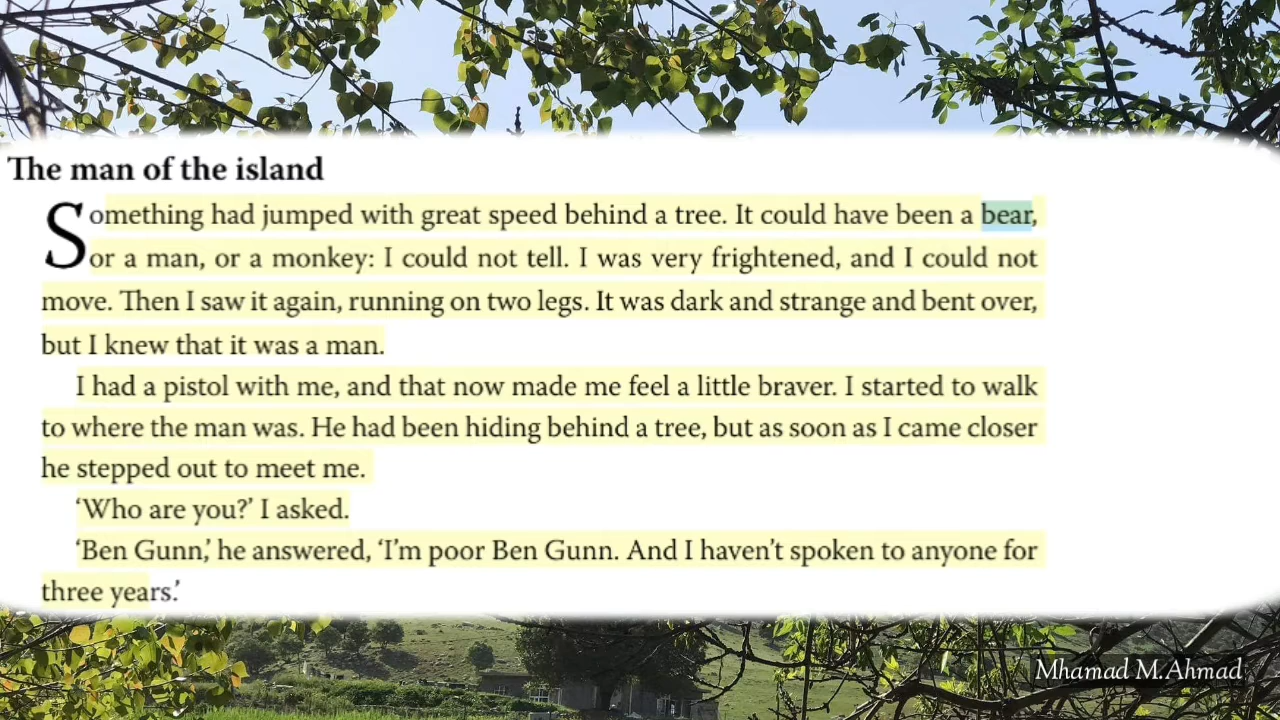 The man of the island
Something had jumped with great speed behind a tree. It could have been a bear,
or a man, or a monkey: I could not tell. I was very frightened, and I could not
move. Then I saw it again, running on two legs. It was dark and strange and bent over,
but I knew that it was a man.
I had a pistol with me, and that now made me feel a little braver. I started to walk
to where the man was. He had been hiding behind a tree, but as soon as I came closer
he stepped out to meet me.
‘Who are you?’ I asked.
‘Ben Gunn,’ he answered, ‘I’m poor Ben Gunn. And I haven’t spoken to anyone for
three years.’
Mhamad M.Ahmad